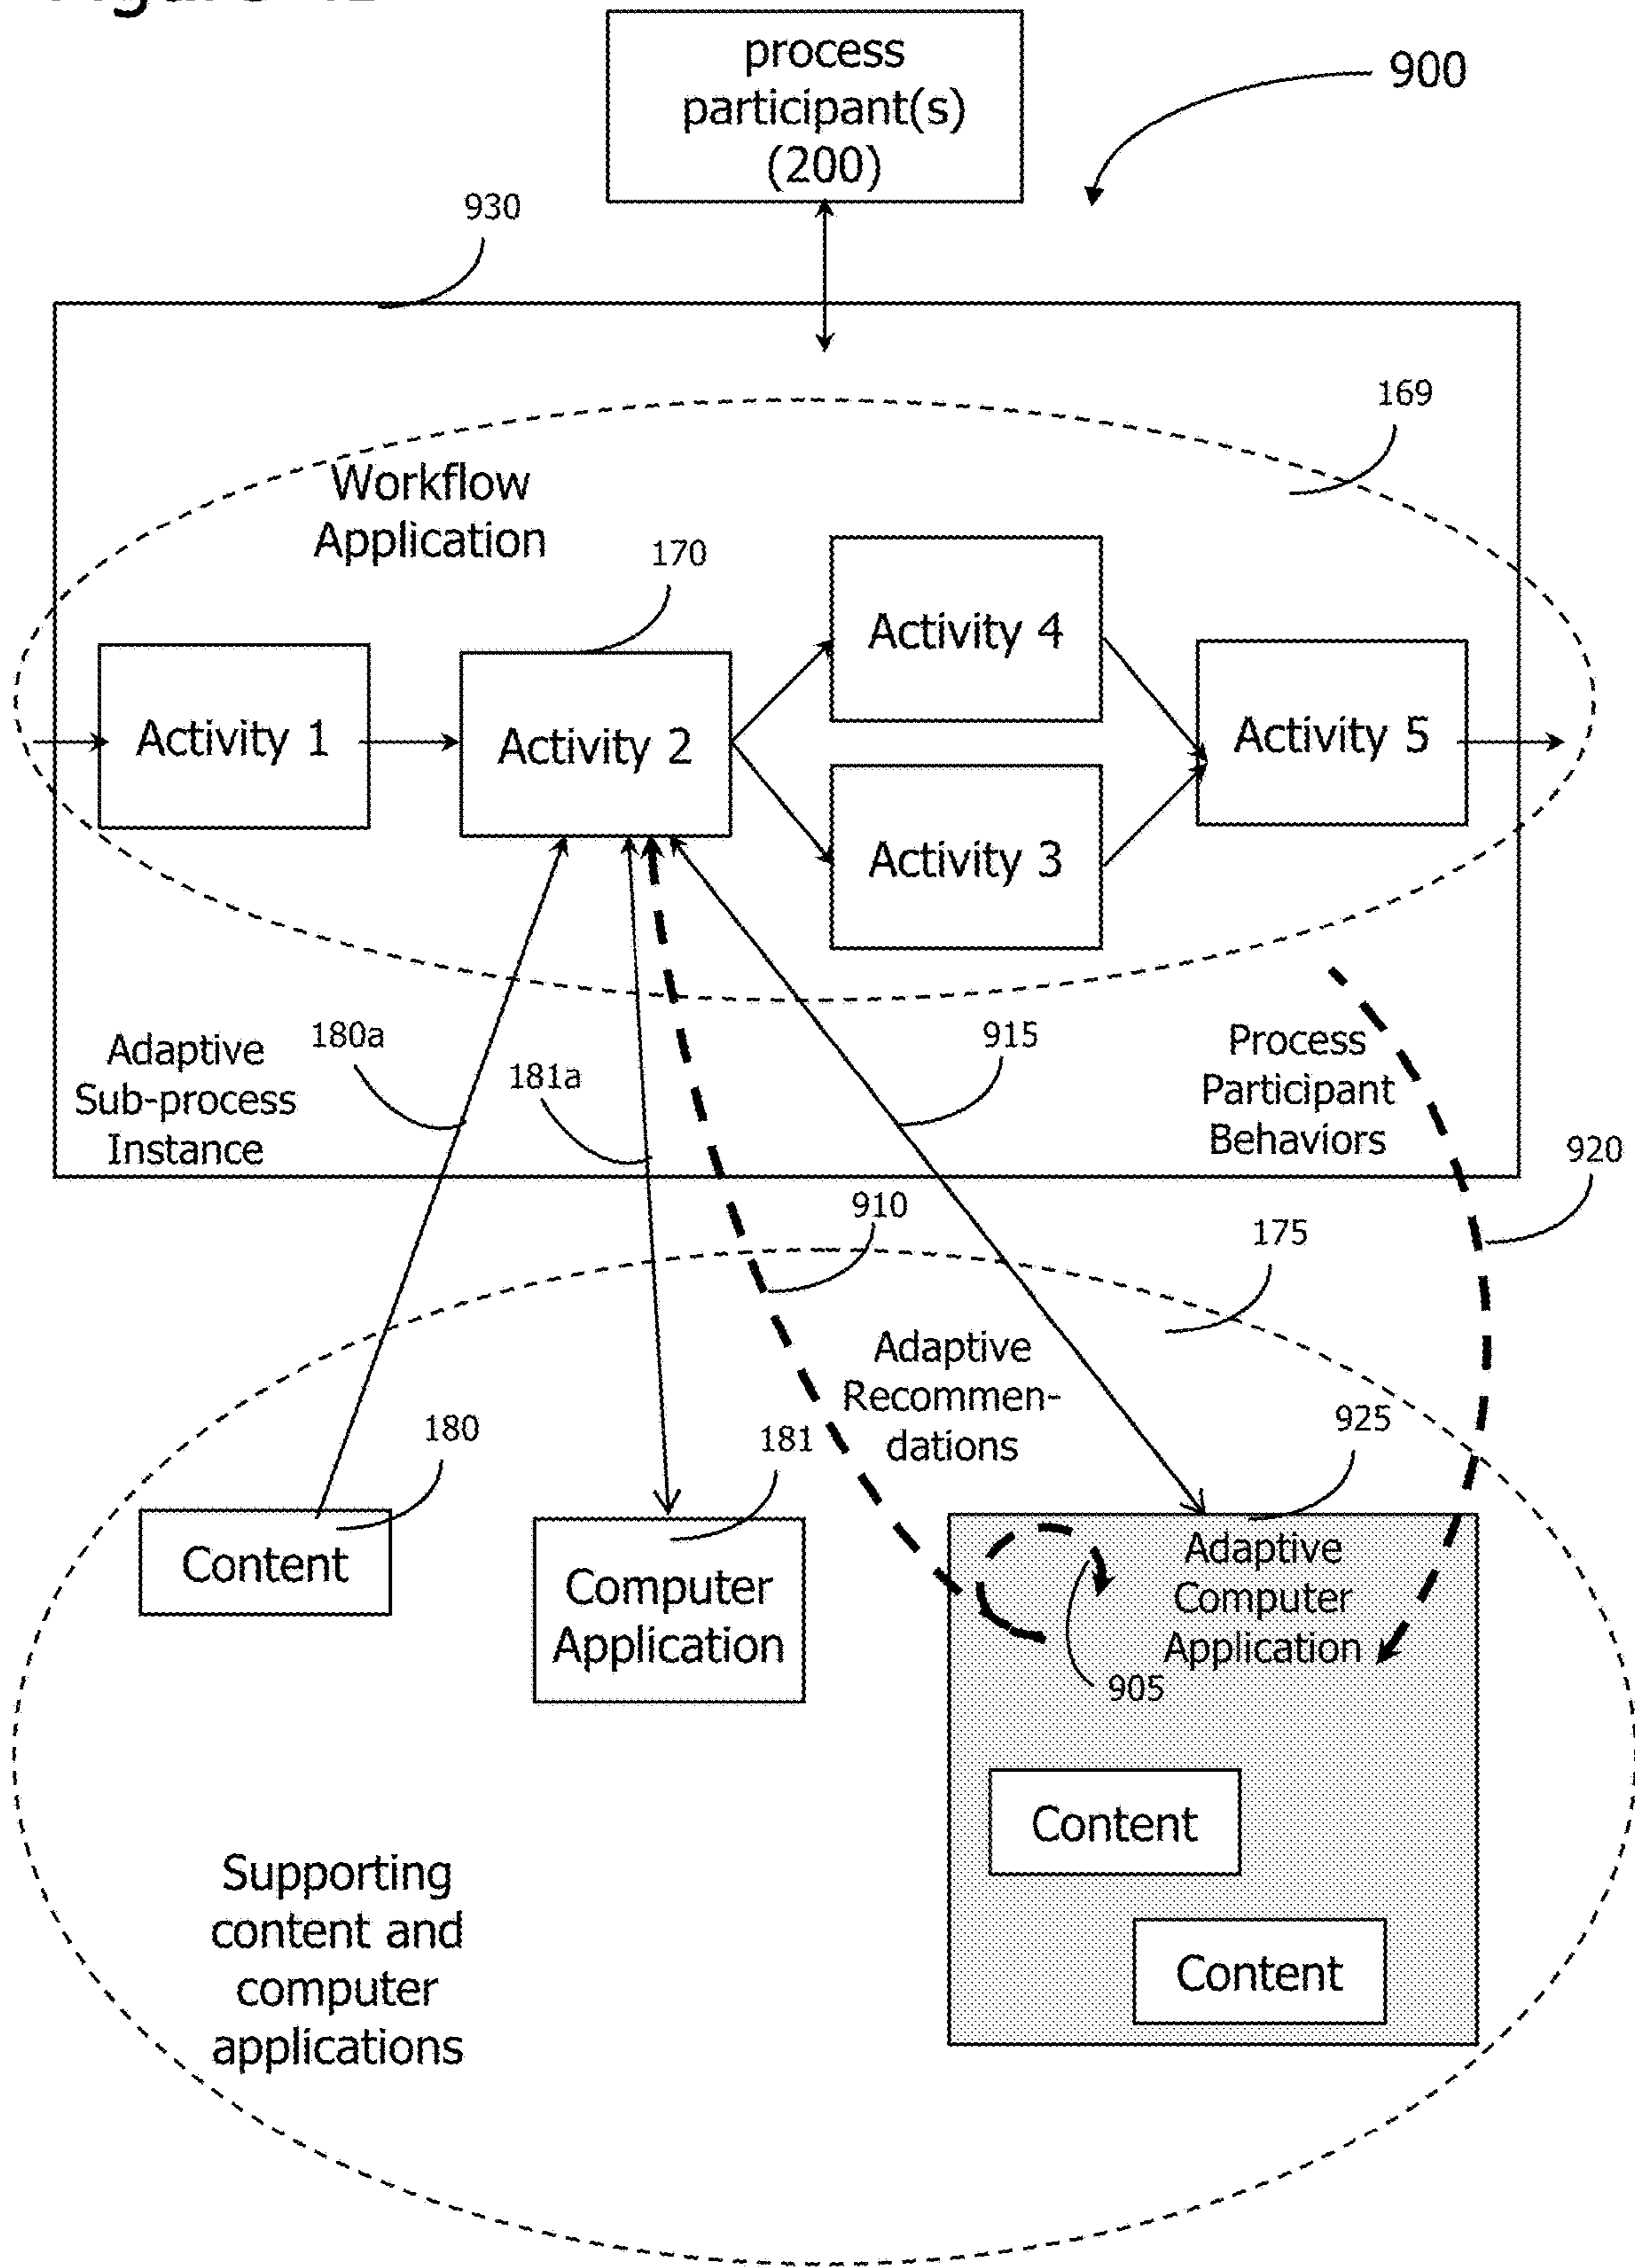 process
participant(s)
(200)
900
930
169
Workflow
Application
170
Activity 4
Activity 1
Activity 2
Activity 5
Activity 3
Adaptive
Sub-process
Instance
180a
181a
915
Process
Participant
Behaviors
920
910
175
Adaptive
Recommen-
dations
180
181
925
Content
Computer
Application
Adaptive
Computer
Application
905
Content
Content
Supporting
content and
computer
applications